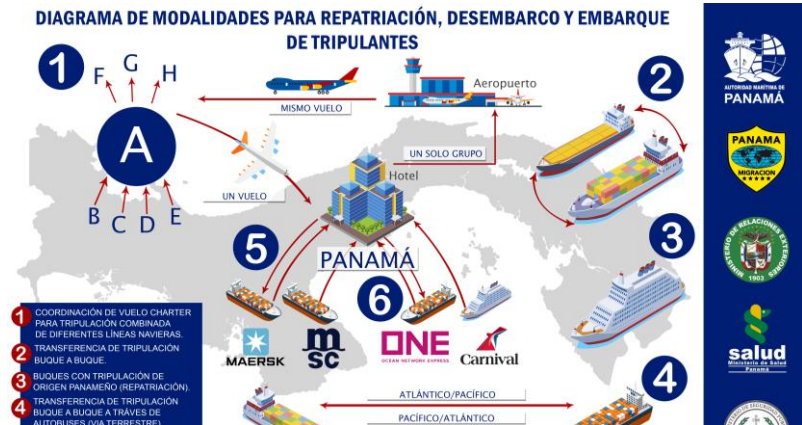 DIAGRAMA DE MODALIDADES PARA REPATRIACIÓN, DESEMBARCO Y EMBARQUE
DE TRIPULANTES
1
F
G
H
A
B
C
D
E
MISMO VUELO
Aeropuerto
UN VUELO
UN SOLO GRUPO
Hotel
PANAMÁ
2
3
5
6
MAERSK
msc
ONE
OCEAN NETWORK EXPRESS
Carnival
4
ATLÁNTICO/PACÍFICO
PACÍFICO/ATLÁNTICO
1 COORDINACIÓN DE VUELO CHARTER
PARA TRIPULACIÓN COMBINADA
DE DIFERENTES LÍNEAS NAVIERAS.
2 TRANSFERENCIA DE TRIPULACIÓN
BUQUE A BUQUE.
3 BUQUES CON TRIPULACIÓN DE
ORIGEN PANAMEÑO (REPATRIACIÓN).
4 TRANSFERENCIA DE TRIPULACIÓN
BUQUE A BUQUE A TRÁVES DE
AUTOBUSES (VIA TERRESTRE)
AUTORIDAD MARÍTIMA DE
PANAMÁ
PANAMA
MIGRACION
MINISTERIO DE RELACIONES EXTERIORES
1903
salud
Ministerio de Salud
Panamá